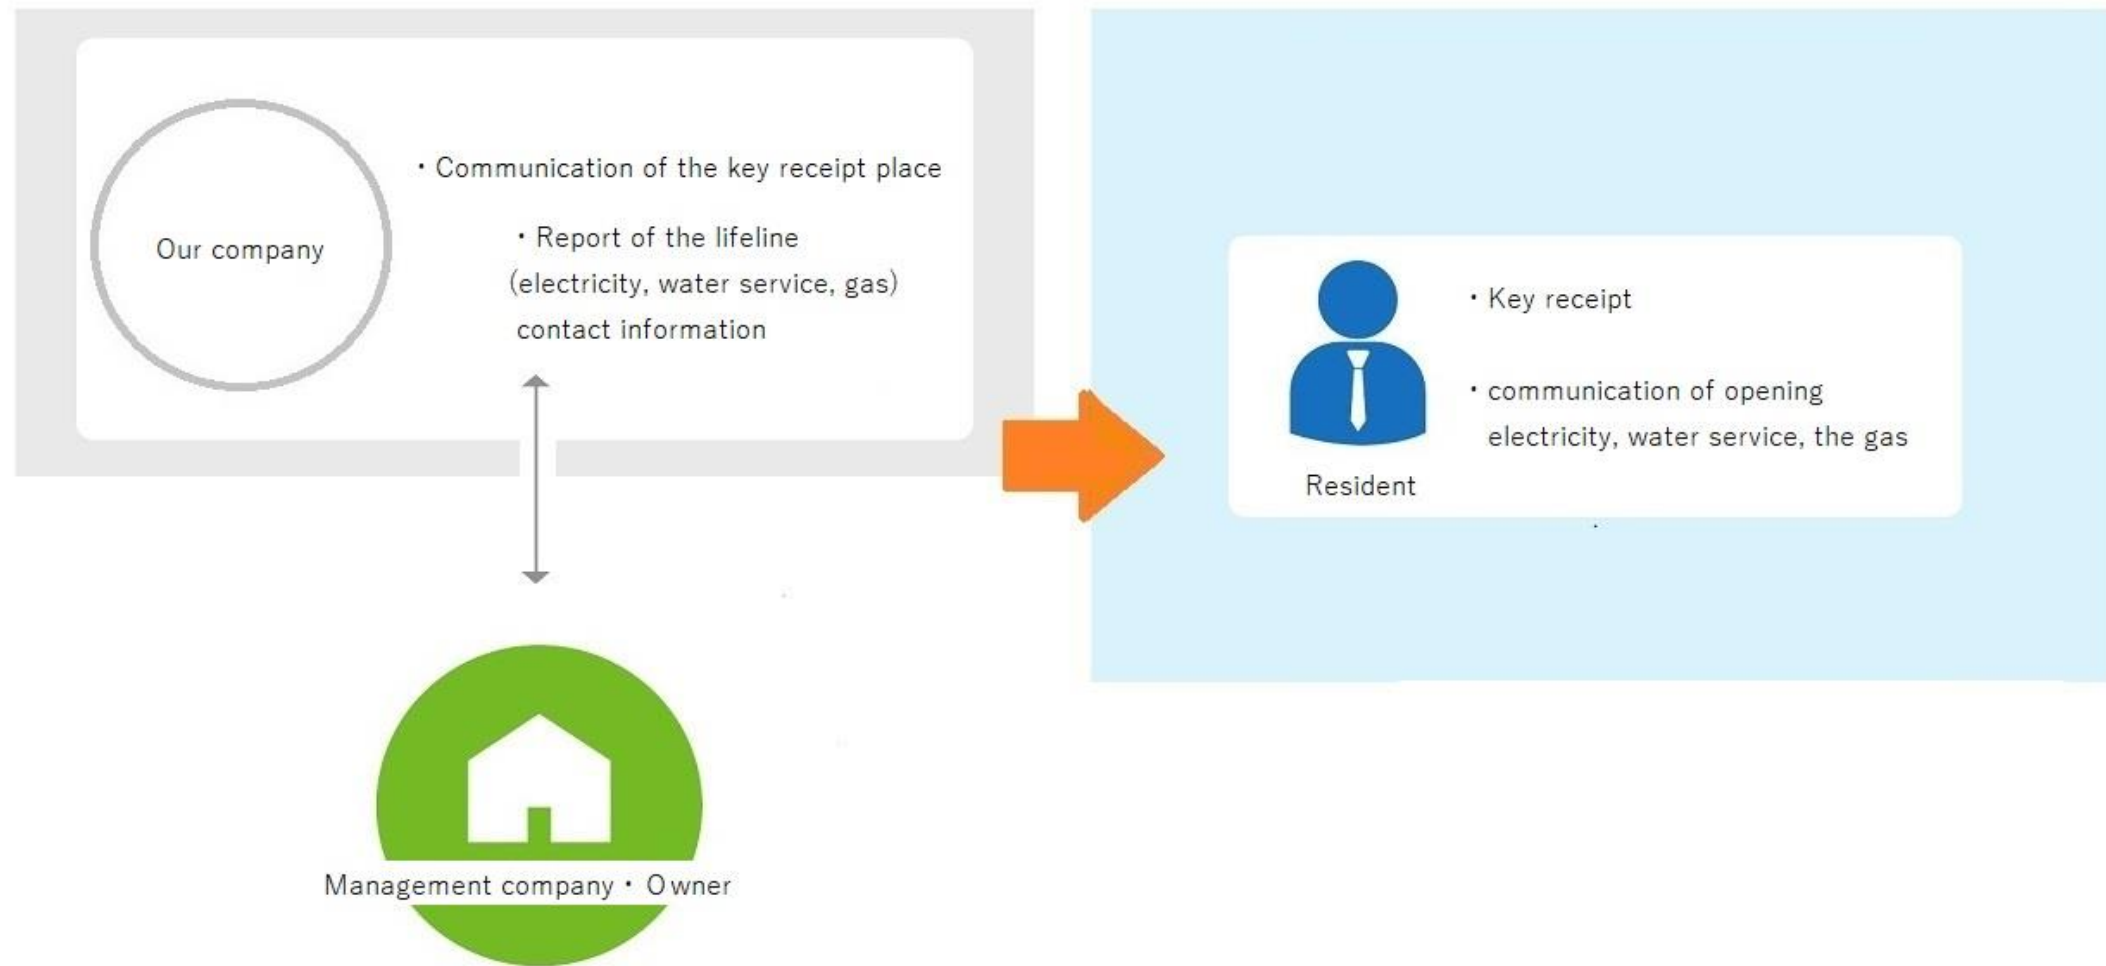 Our company
・Communication of the key receipt place
・Report of the lifeline
(electricity, water service, gas)
contact information
Management company・Owner
Resident
・Key receipt
・communication of opening
electricity, water service, the gas